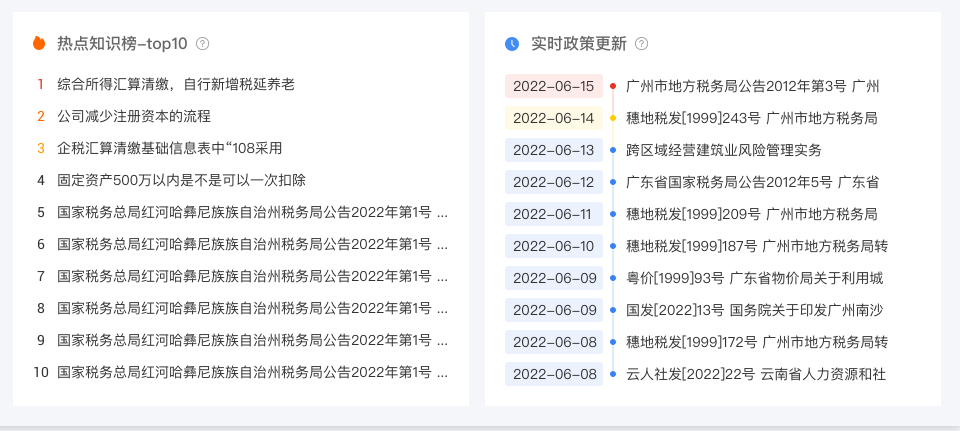 热点知识榜-top10
1 综合所得汇算清缴，自行新增税延养老
2 公司减少注册资本的流程
3 企税汇算清缴基础信息表中“108采用
4 固定资产500万以内是不是可以一次扣除
5 国家税务总局红河哈彝尼族族自治州税务局公告2022年第1号 ...
6 国家税务总局红河哈彝尼族族自治州税务局公告2022年第1号 ...
7 国家税务总局红河哈彝尼族族自治州税务局公告2022年第1号 ...
8 国家税务总局红河哈彝尼族族自治州税务局公告2022年第1号 ...
9 国家税务总局红河哈彝尼族族自治州税务局公告2022年第1号 ...
10 国家税务总局红河哈彝尼族族自治州税务局公告2022年第1号 ...
实时政策更新
2022-06-15 广州市地方税务局公告2012年第3号 广州
2022-06-14 穗地税发[1999]243号 广州市地方税务局
2022-06-13 跨区域经营建筑业风险管理实务
2022-06-12 广东省国家税务局公告2012年5号 广东省
2022-06-11 穗地税发[1999]209号 广州市地方税务局
2022-06-10 穗地税发[1999]187号 广州市地方税务局转
2022-06-09 粤价[1999]93号 广东省物价局关于利用城
2022-06-09 国发[2022]13号 国务院关于印发广州南沙
2022-06-08 穗地税发[1999]172号 广州市地方税务局转
2022-06-08 云人社发[2022]22号 云南省人力资源和社